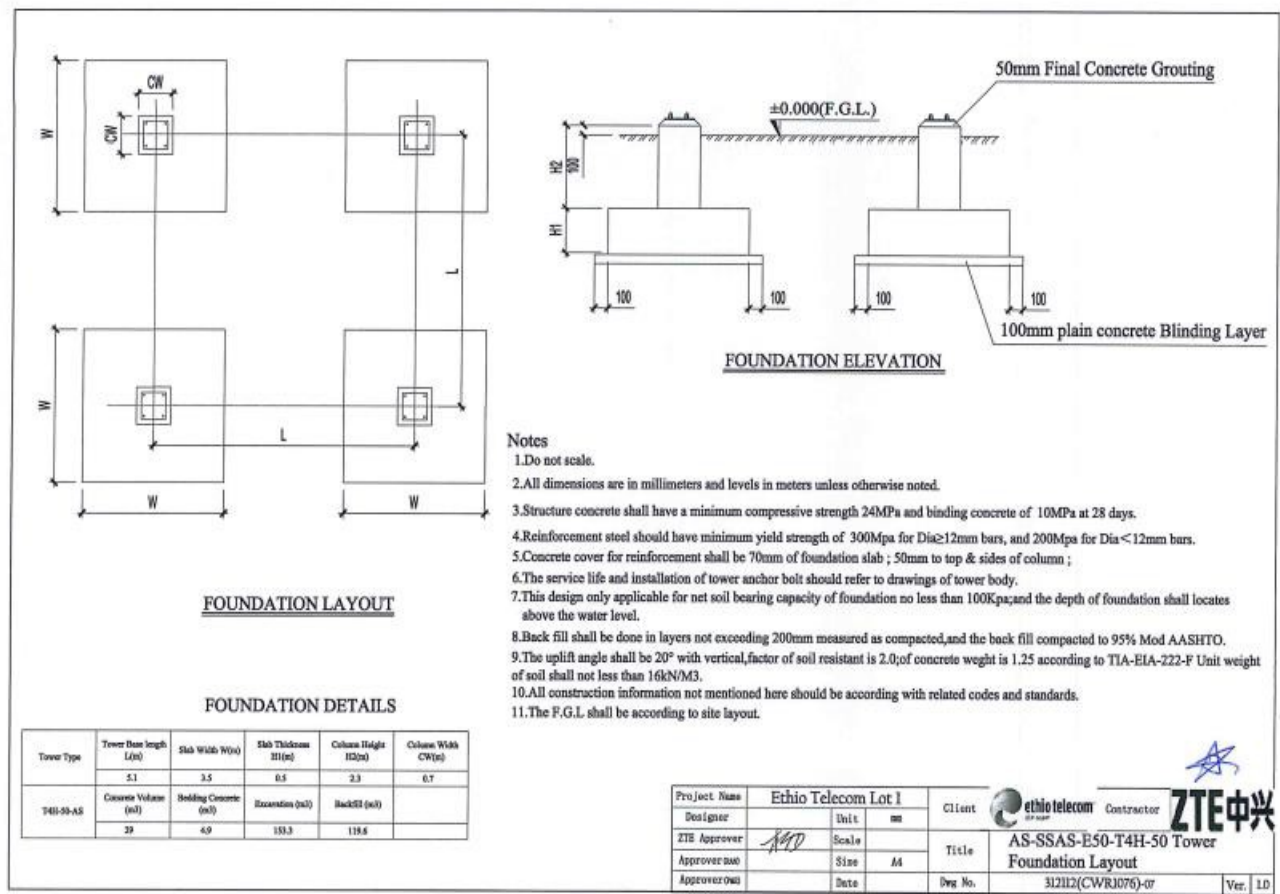 CW
CW
W
L
W
L
W
W
FOUNDATION LAYOUT
50mm Final Concrete Grouting
±0.000(F.G.L.)
H2
100
H1
100
100
100
100
100mm plain concrete Blinding Layer
FOUNDATION ELEVATION
Notes
1.Do not scale.
2.All dimensions are in millimeters and levels in meters unless otherwise noted.
3.Structure concrete shall have a minimum compressive strength 24MPa and binding concrete of 10MPa at 28 days.
4.Reinforcement steel should have minimum yield strength of 300Mpa for Dia≥12mm bars, and 200Mpa for Dia<12mm bars.
5.Concrete cover for reinforcement shall be 70mm of foundation slab ; 50mm to top & sides of column ;
6.The service life and installation of tower anchor bolt should refer to drawings of tower body.
7.This design only applicable for net soil bearing capacity of foundation no less than 100Kpa;and the depth of foundation shall locates
above the water level.
8.Back fill shall be done in layers not exceeding 200mm measured as compacted,and the back fill compacted to 95% Mod AASHTO.
9.The uplift angle shall be 20° with vertical,factor of soil resistant is 2.0;of concrete weght is 1.25 according to TIA-EIA-222-F Unit weight
of soil shall not less than 16kN/M3.
10.All construction information not mentioned here should be according with related codes and standards.
11.The F.G.L shall be according to site layout.
FOUNDATION DETAILS
Tower Type Tower Base length L(m) Slab Width W(m) Slab Thickness H1(m) Column Height H2(m) Column Width CW(m)
5.1 3.5 0.5 2.3 0.7
T4H-50-AS Concrete Volume (m3) Bedding Concrete (m3) Excavation (m3) Backfill (m3)
29 4.9 153.3 119.6
Project Name Ethio Telecom Lot 1 Client ethio telecom Contractor ZTE中兴
Designer Unit mm
ZTE Approver Scale Title AS-SSAS-E50-T4H-50 Tower
Approver Size A4 Foundation Layout
Approver Date Dwg No. 312112(CWR1076)-07 Ver. 1.0